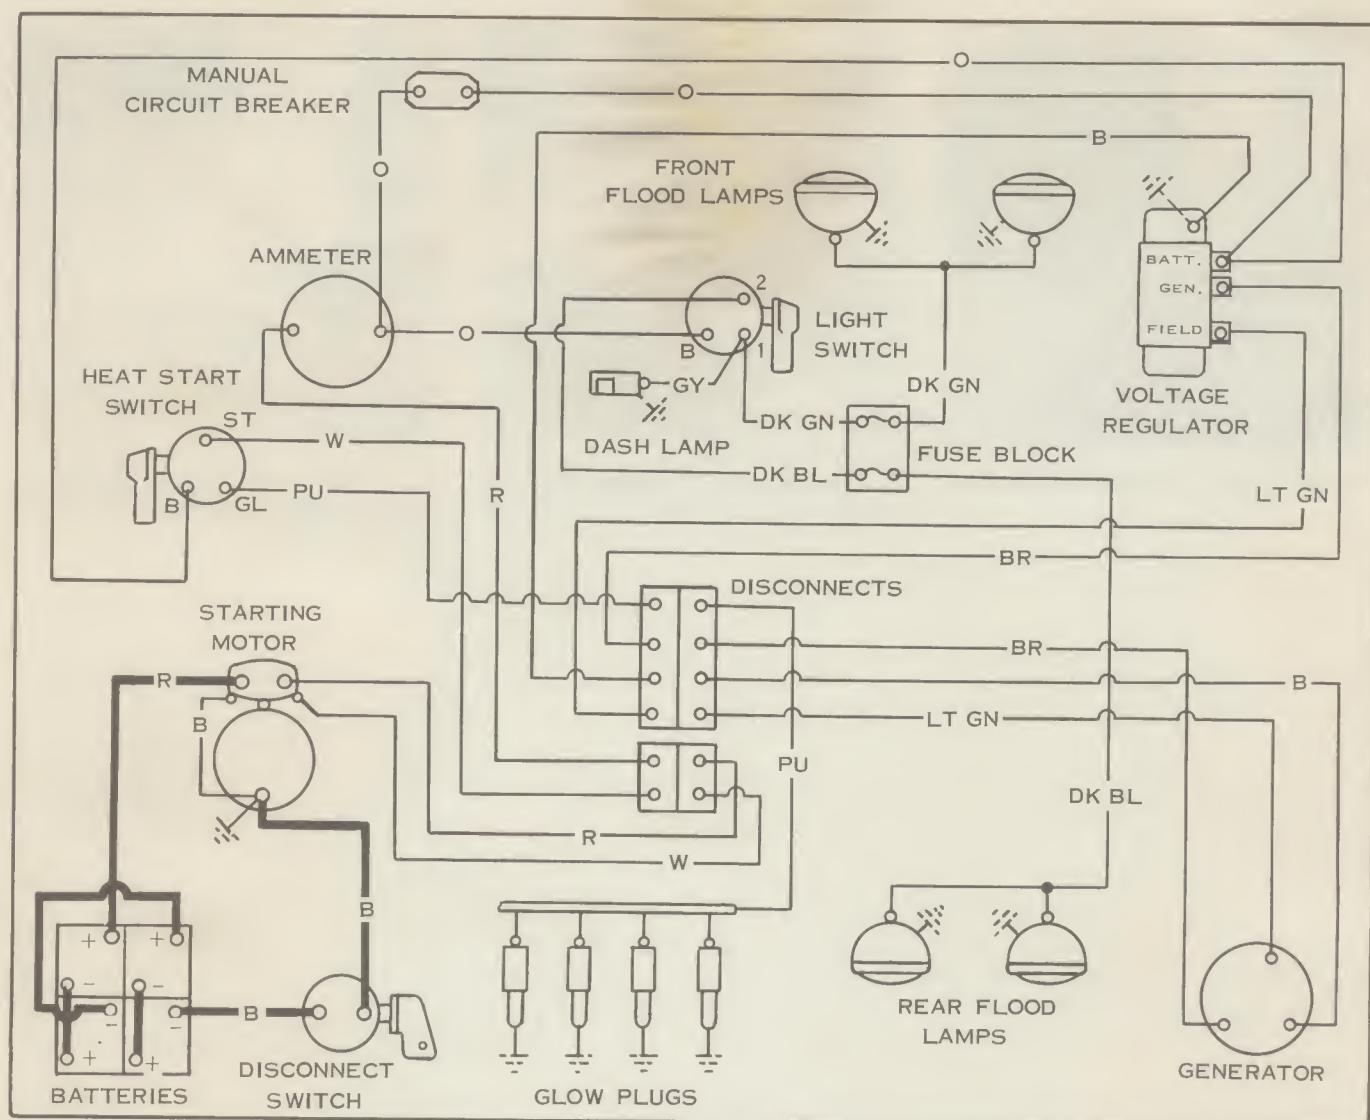 MANUAL
CIRCUIT BREAKER
O
O
B
O
FRONT
FLOOD LAMPS
AMMETER
BATT.
GEN.
FIELD
2
O
LIGHT
SWITCH
B
1
VOLTAGE
REGULATOR
HEAT START
SWITCH
ST
GY
DK GN
DASH LAMP
DK GN
FUSE BLOCK
W
DK BL
R
B
GL
PU
LT GN
BR
DISCONNECTS
STARTING
MOTOR
BR
R
B
B
LT GN
PU
DK BL
R
W
B
+
+
-
-
-
-
+
+
B
BATTERIES
DISCONNECT
SWITCH
GLOW PLUGS
REAR FLOOD
LAMPS
GENERATOR